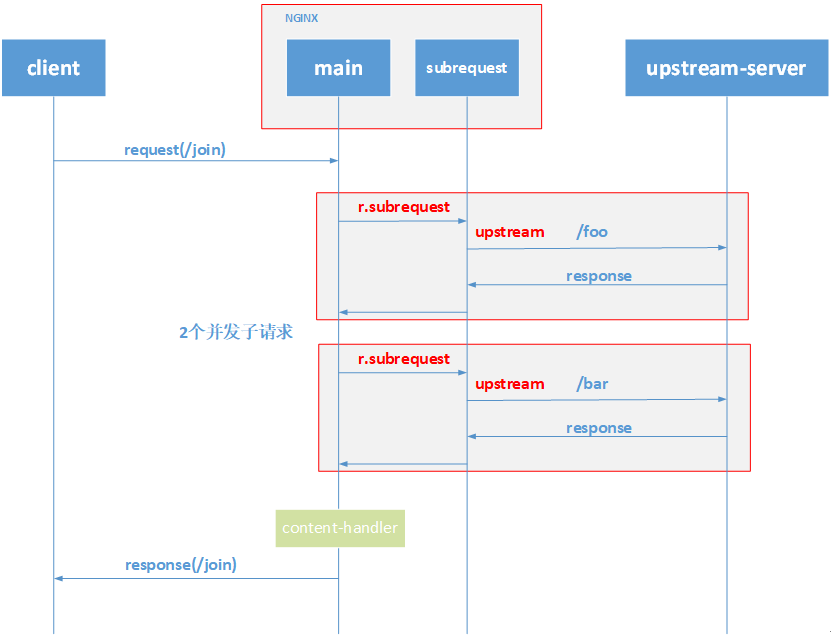 NGINX
client
main
subrequest
upstream-server
request(/join)
r.subrequest
upstream /foo
response
2个并发子请求
r.subrequest
upstream /bar
response
content-handler
response(/join)